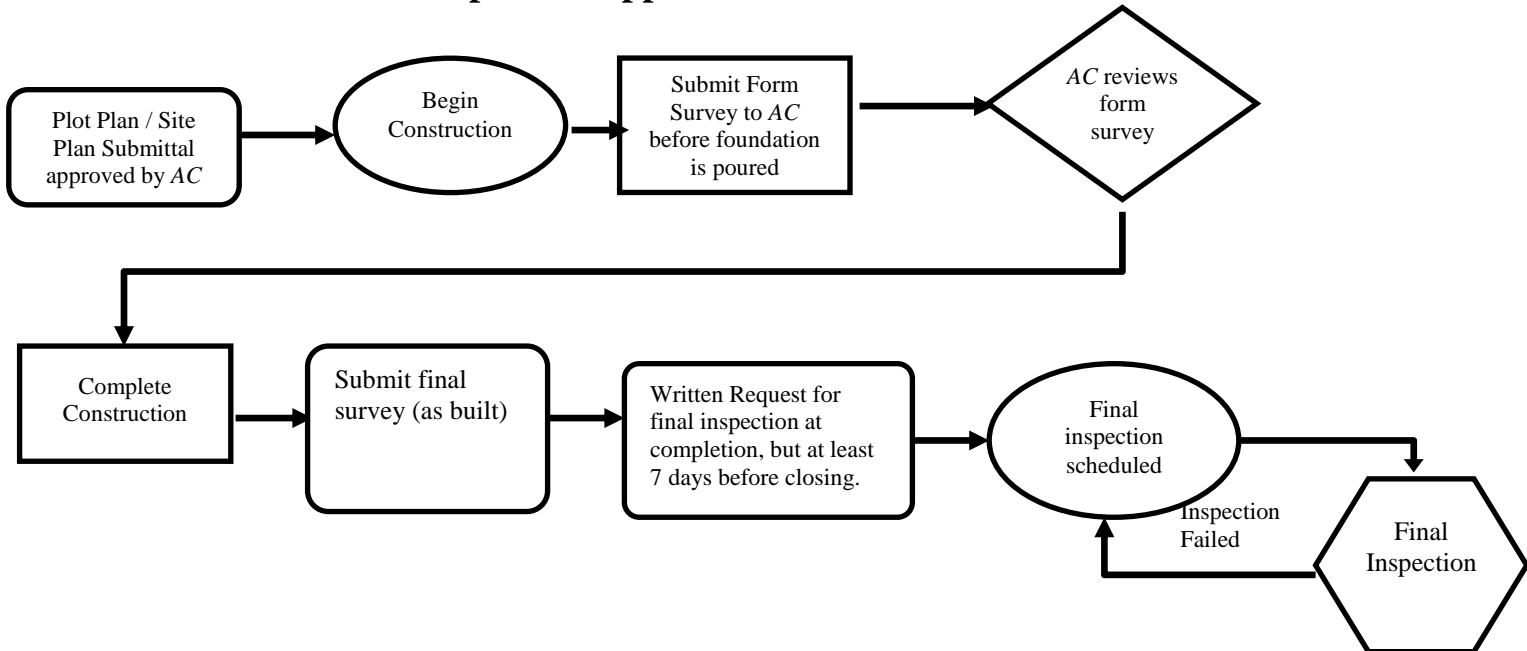 Plot Plan / Site
Plan Submittal
approved by AC
Begin
Construction
Submit Form
Survey to AC
before foundation
is poured
AC reviews
form
survey
Complete
Construction
Submit final
survey (as built)
Written Request for
final inspection at
completion, but at least
7 days before closing.
Final
inspection
scheduled
Inspection
Failed
Final
Inspection